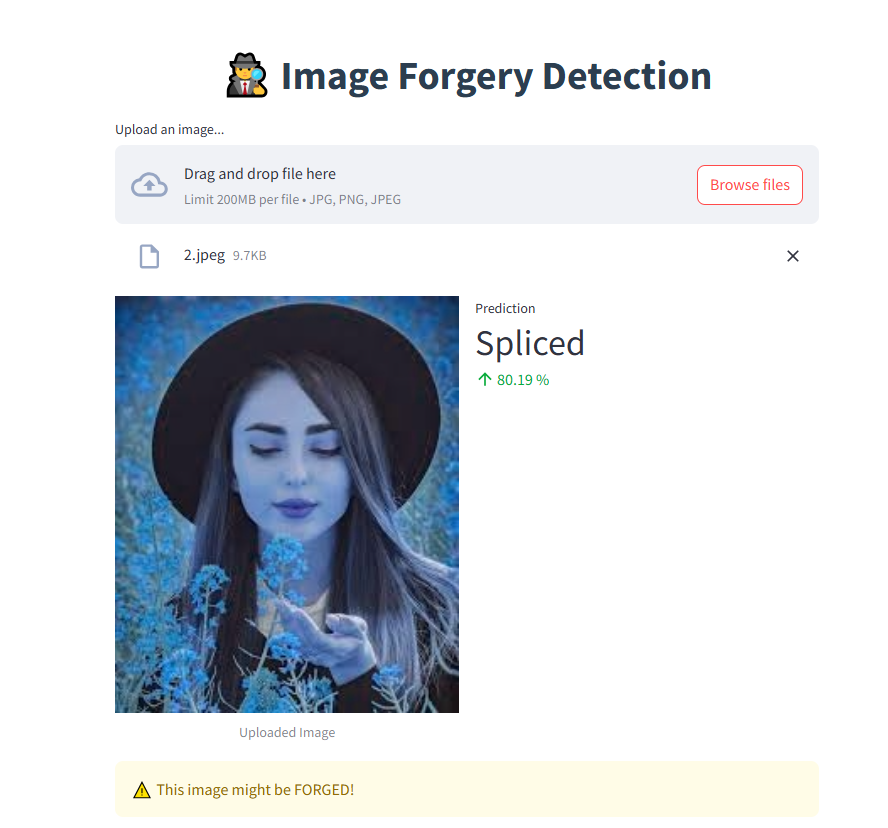 Image Forgery Detection
Upload an image...
Drag and drop file here
Limit 200MB per file • JPG, PNG, JPEG
Browse files
2.jpeg 9.7KB
Prediction
Spliced
↑ 80.19 %
Uploaded Image
This image might be FORGED!